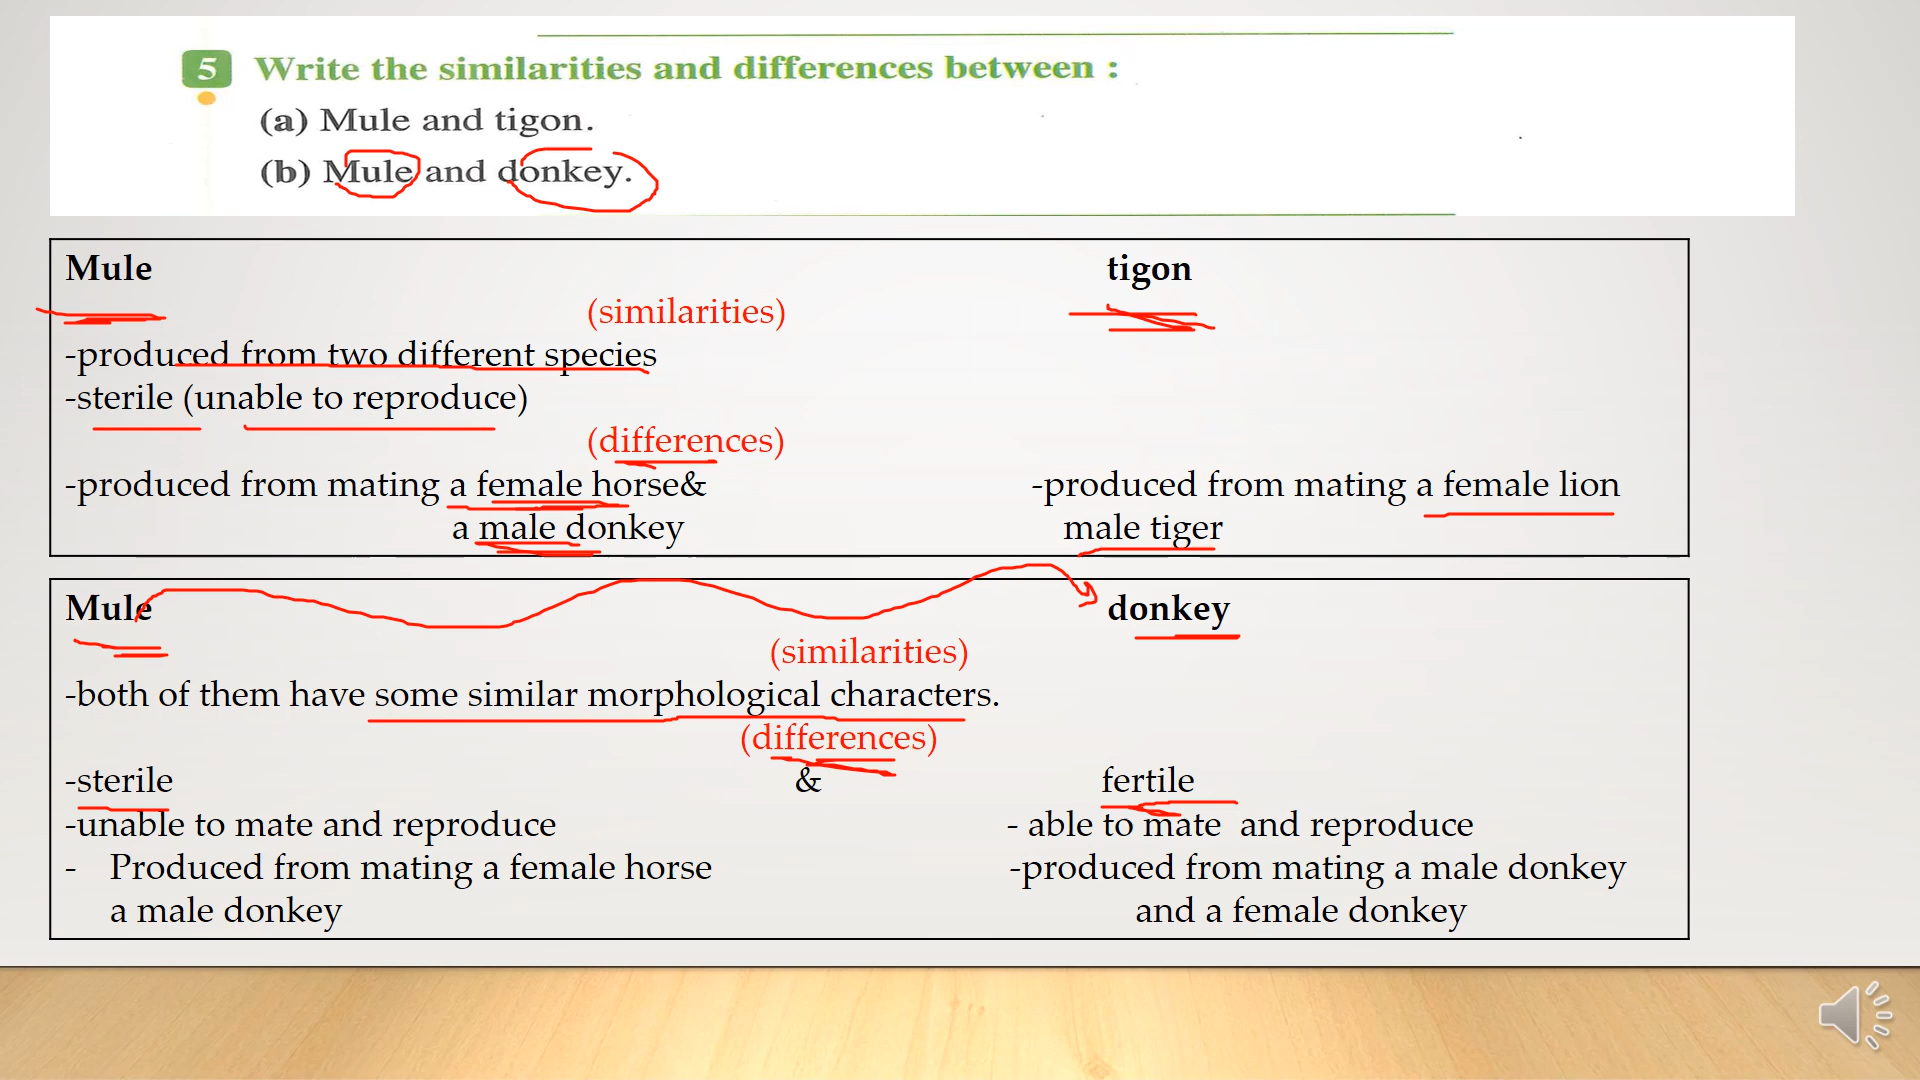 5 Write the similarities and differences between :
(a) Mule and tigon.
(b) Mule and donkey.
Mule tigon
(similarities)
-produced from two different species
-sterile (unable to reproduce)
(differences)
-produced from mating a female horse& -produced from mating a female lion
a male donkey male tiger
Mule donkey
(similarities)
-both of them have some similar morphological characters.
(differences)
-sterile & fertile
-unable to mate and reproduce - able to mate and reproduce
- Produced from mating a female horse -produced from mating a male donkey
a male donkey and a female donkey